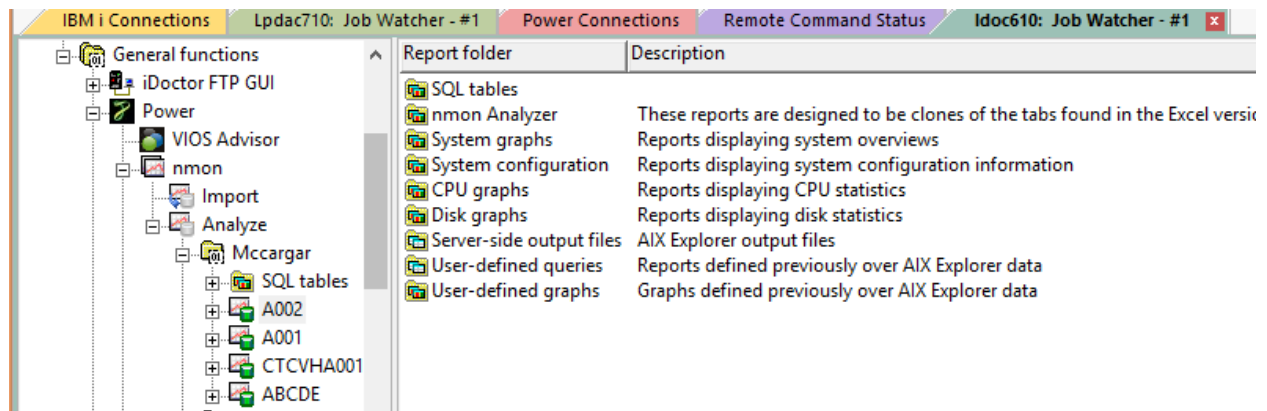 IBM i Connections Lpdac710: Job Watcher - #1 Power Connections Remote Command Status Idoc610: Job Watcher - #1
General functions
iDoctor FTP GUI
Power
VIOS Advisor
nmon
Import
Analyze
Mccargar
SQL tables
A002
A001
CTCVHA001
ABCDE
Report folder Description
SQL tables
nmon Analyzer These reports are designed to be clones of the tabs found in the Excel versic
System graphs Reports displaying system overviews
System configuration Reports displaying system configuration information
CPU graphs Reports displaying CPU statistics
Disk graphs Reports displaying disk statistics
Server-side output files AIX Explorer output files
User-defined queries Reports defined previously over AIX Explorer data
User-defined graphs Graphs defined previously over AIX Explorer data